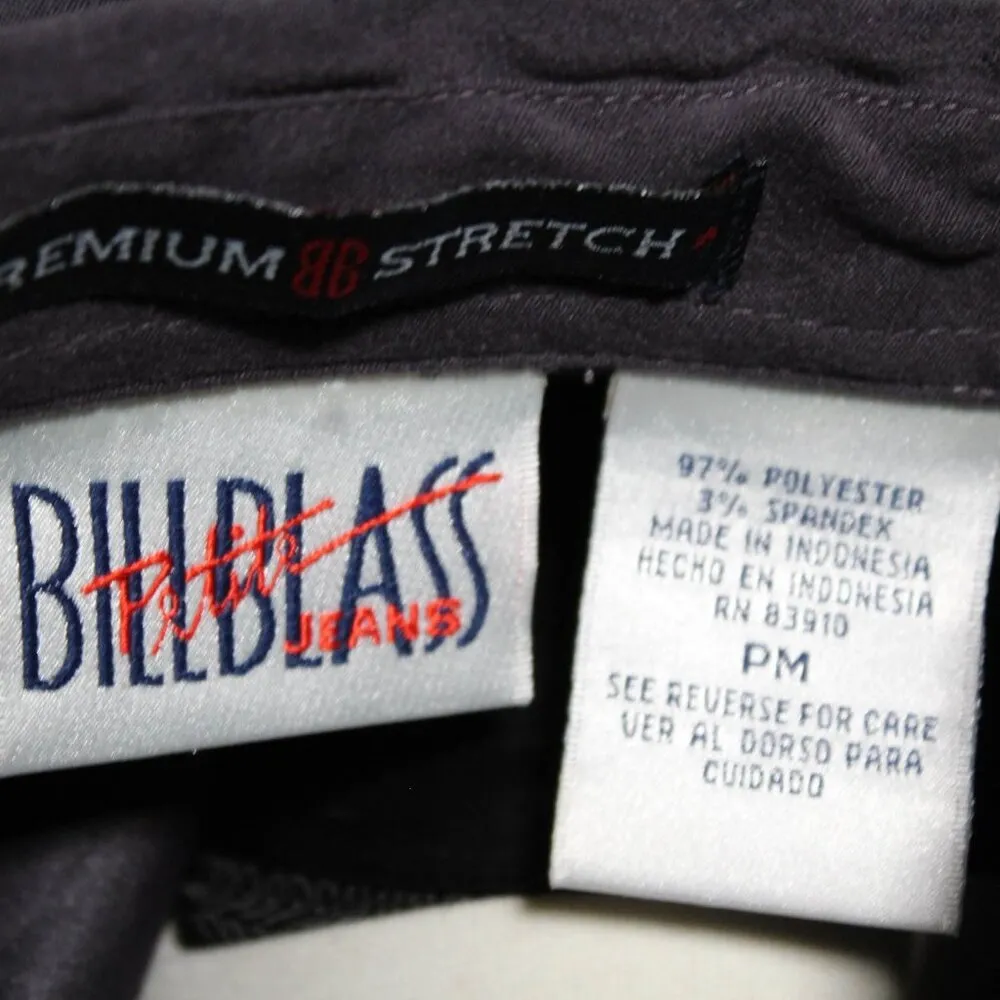 REMIUM BB STRETCH
BILLBLASS
Petite
JEANS
97% POLYESTER
3% SPANDEX
MADE IN INDONESIA
HECHO EN INDONESIA
RN 83910
PM
SEE REVERSE FOR CARE
VER AL DORSO PARA
CUIDADO